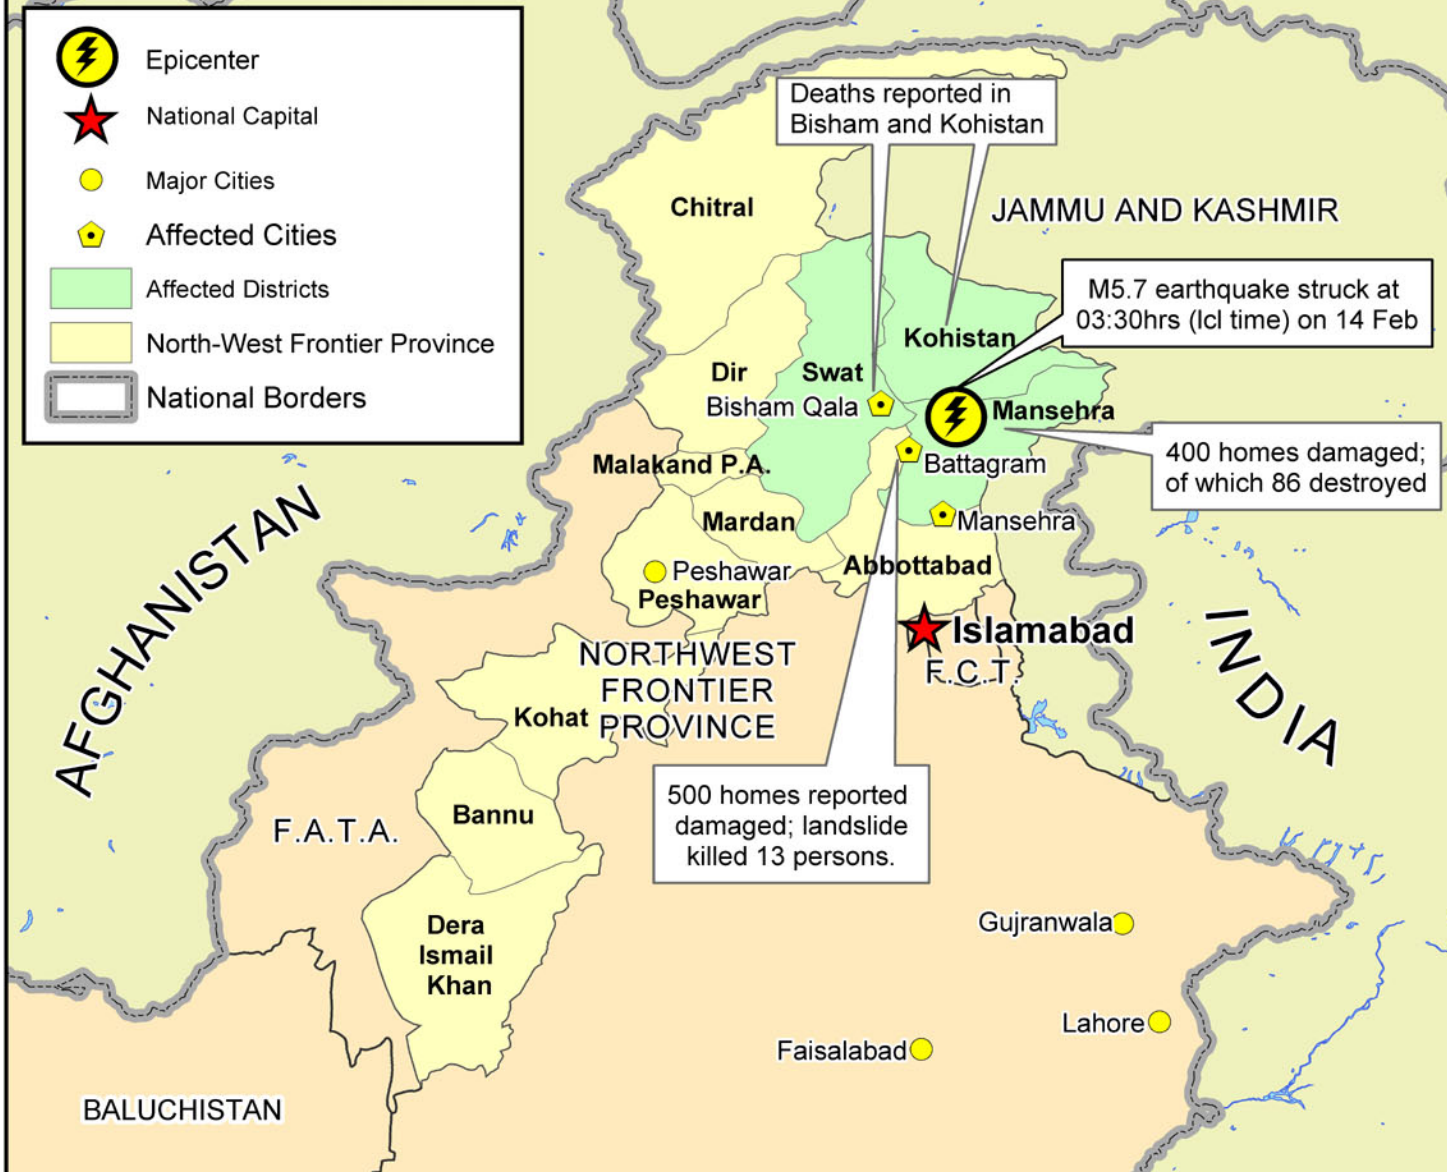 Epicenter
National Capital
Major Cities
Affected Cities
Affected Districts
North-West Frontier Province
National Borders
Deaths reported in
Bisham and Kohistan
Chitral
JAMMU AND KASHMIR
M5.7 earthquake struck at
03:30hrs (lcl time) on 14 Feb
Kohistan
Dir
Swat
Bisham Qala
Mansehra
400 homes damaged;
of which 86 destroyed
Malakand P.A.
Battagram
Mardan
Mansehra
AFGHANISTAN
Peshawar
Peshawar
Abbottabad
Islamabad
F.C.T.
INDIA
NORTHWEST
FRONTIER
PROVINCE
Kohat
500 homes reported
damaged; landslide
killed 13 persons.
Bannu
F.A.T.A.
Dera
Ismail
Khan
Gujranwala
Lahore
Faisalabad
BALUCHISTAN